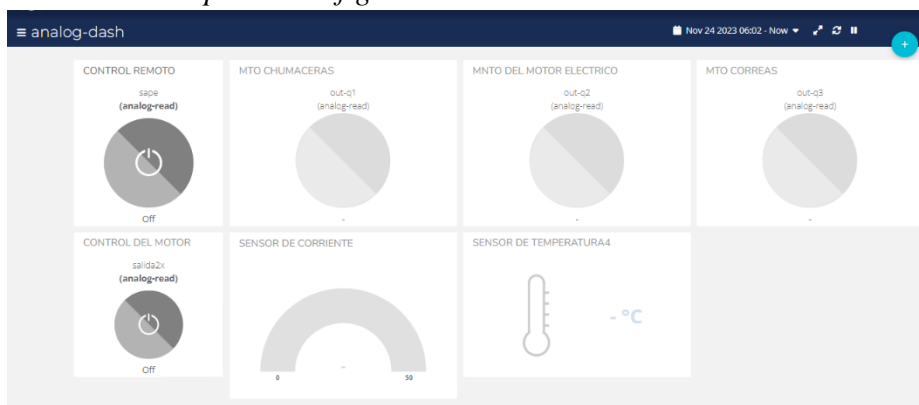 analog-dash
Nov 24 2023 06:02 - Now
CONTROL REMOTO
sape
(analog-read)
Off
MTO CHUMACERAS
out-q1
(analog-read)
-
MNTO DEL MOTOR ELECTRICO
out-q2
(analog-read)
-
MTO CORREAS
out-q3
(analog-read)
-
CONTROL DEL MOTOR
salida2x
(analog-read)
Off
SENSOR DE CORRIENTE
-
0 50
SENSOR DE TEMPERATURA4
- °C